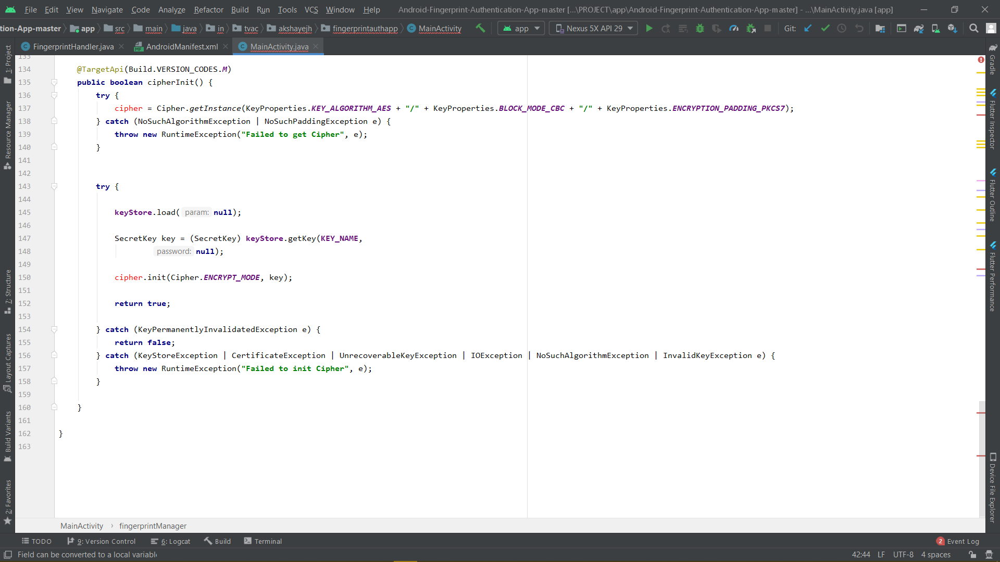 File Edit View Navigate Code Analyze Refactor Build Run Tools VCS Window Help Android-Fingerprint-Authentication-App-master [...\PROJECT\app\Android-Fingerprint-Authentication-App-master] - ...\MainActivity.java [app]
tion-App-master app src main java in tvac akshayejh fingerprintauthapp MainActivity app Nexus 5X API 29 Git:
FingerprintHandler.java AndroidManifest.xml MainActivity.java
133
134 @TargetApi(Build.VERSION_CODES.M)
135 public boolean cipherInit() {
136 try {
137 cipher = Cipher.getInstance(KeyProperties.KEY_ALGORITHM_AES + "/" + KeyProperties.BLOCK_MODE_CBC + "/" + KeyProperties.ENCRYPTION_PADDING_PKCS7);
138 } catch (NoSuchAlgorithmException | NoSuchPaddingException e) {
139 throw new RuntimeException("Failed to get Cipher", e);
140 }
141
142
143 try {
144
145 keyStore.load( param: null);
146
147 SecretKey key = (SecretKey) keyStore.getKey(KEY_NAME,
148 password: null);
149
150 cipher.init(Cipher.ENCRYPT_MODE, key);
151
152 return true;
153
154 } catch (KeyPermanentlyInvalidatedException e) {
155 return false;
156 } catch (KeyStoreException | CertificateException | UnrecoverableKeyException | IOException | NoSuchAlgorithmException | InvalidKeyException e) {
157 throw new RuntimeException("Failed to init Cipher", e);
158 }
159
160 }
161
162 }
163
1: Project
Resource Manager
7: Structure
Layout Captures
Build Variants
2: Favorites
Gradle
Flutter Inspector
Flutter Outline
Flutter Performance
Device File Explorer
MainActivity › fingerprintManager
TODO 9: Version Control 6: Logcat Build Terminal 2 Event Log
Field can be converted to a local variable 42:44 LF UTF-8 4 spaces